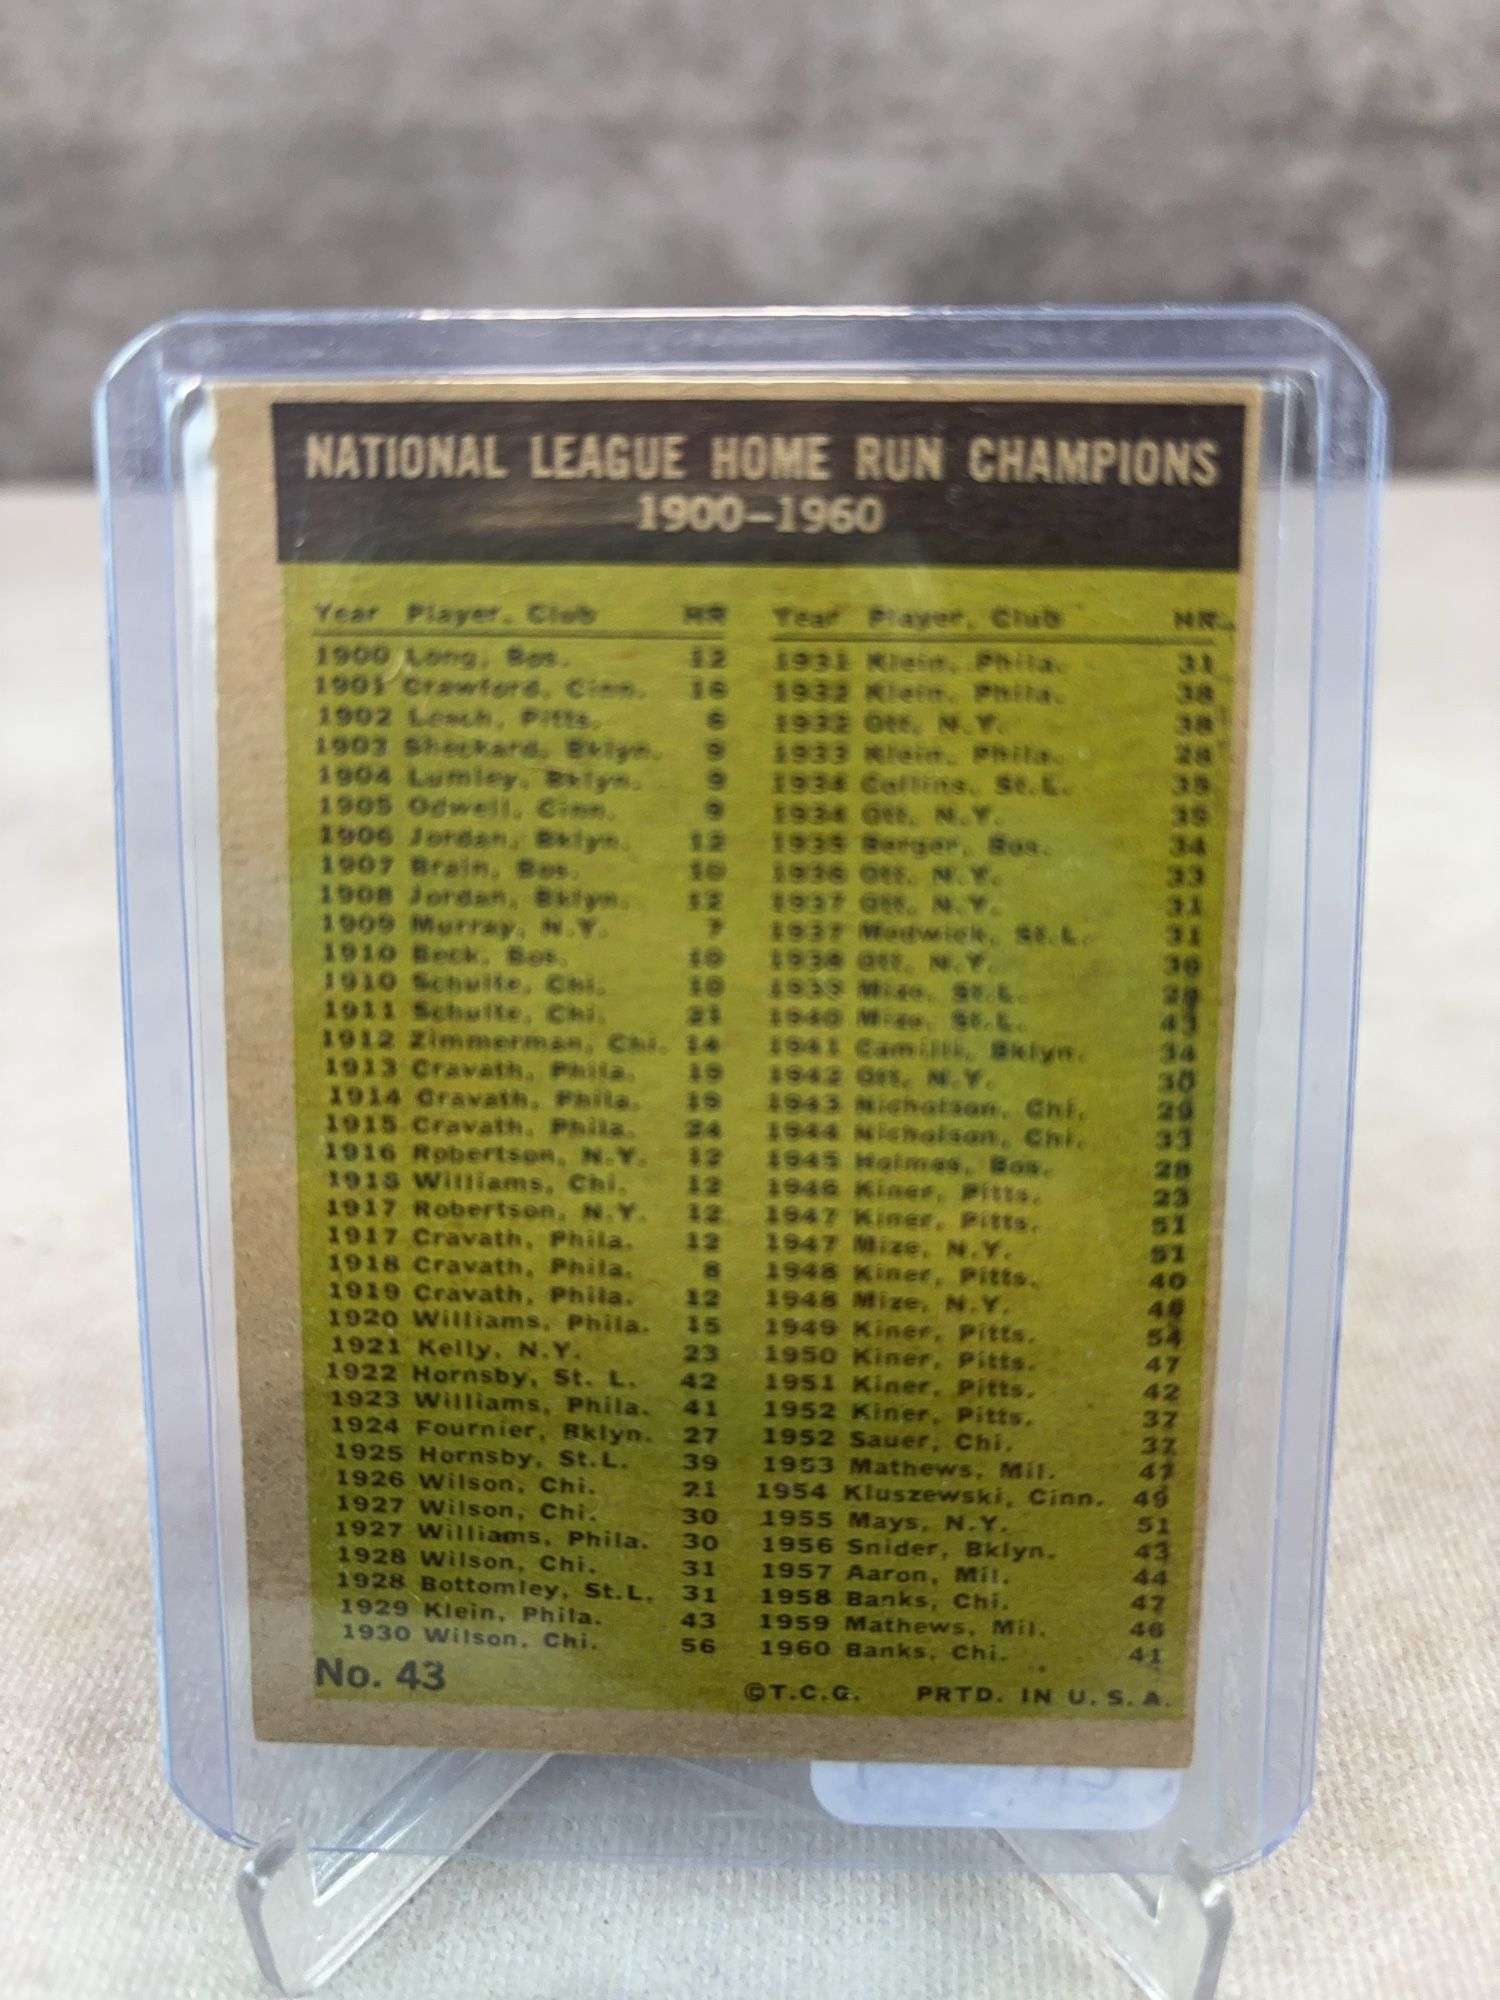 NATIONAL LEAGUE HOME RUN CHAMPIONS
1900–1960
Year Player, Club HR
1900 Long, Bos. 12
1901 Crawford, Cinn. 16
1902 Leach, Pitts. 6
1903 Sheckard, Bklyn. 9
1904 Lumley, Bklyn. 9
1905 Odwell, Cinn. 9
1906 Jordan, Bklyn. 12
1907 Brain, Bos. 10
1908 Jordan, Bklyn. 12
1909 Murray, N.Y. 7
1910 Beck, Bos. 10
1910 Schulte, Chi. 10
1911 Schulte, Chi. 21
1912 Zimmerman, Chi. 14
1913 Cravath, Phila. 19
1914 Cravath, Phila. 19
1915 Cravath, Phila. 24
1916 Robertson, N.Y. 12
1916 Williams, Chi. 12
1917 Robertson, N.Y. 12
1917 Cravath, Phila. 12
1918 Cravath, Phila. 8
1919 Cravath, Phila. 12
1920 Williams, Phila. 15
1921 Kelly, N.Y. 23
1922 Hornsby, St. L. 42
1923 Williams, Phila. 41
1924 Fournier, Bklyn. 27
1925 Hornsby, St.L. 39
1926 Wilson, Chi. 21
1927 Wilson, Chi. 30
1927 Williams, Phila. 30
1928 Wilson, Chi. 31
1928 Bottomley, St.L. 31
1929 Klein, Phila. 43
1930 Wilson, Chi. 56
Year Player, Club HR
1931 Klein, Phila. 31
1932 Klein, Phila. 38
1932 Ott, N.Y. 38
1933 Klein, Phila. 28
1934 Collins, St.L. 35
1934 Ott, N.Y. 35
1935 Berger, Bos. 34
1936 Ott, N.Y. 33
1937 Ott, N.Y. 31
1937 Medwick, St.L. 31
1938 Ott, N.Y. 36
1939 Mize, St.L. 28
1940 Mize, St.L. 43
1941 Camilli, Bklyn. 34
1942 Ott, N.Y. 30
1943 Nicholson, Chi. 29
1944 Nicholson, Chi. 33
1945 Holmes, Bos. 28
1946 Kiner, Pitts. 23
1947 Kiner, Pitts. 51
1947 Mize, N.Y. 51
1948 Kiner, Pitts. 40
1948 Mize, N.Y. 40
1949 Kiner, Pitts. 54
1950 Kiner, Pitts. 47
1951 Kiner, Pitts. 42
1952 Kiner, Pitts. 37
1952 Sauer, Chi. 37
1953 Mathews, Mil. 47
1954 Kluszewski, Cinn. 49
1955 Mays, N.Y. 51
1956 Snider, Bklyn. 43
1957 Aaron, Mil. 44
1958 Banks, Chi. 47
1959 Mathews, Mil. 46
1960 Banks, Chi. 41
No. 43
©T.C.G. PRTD. IN U.S.A.